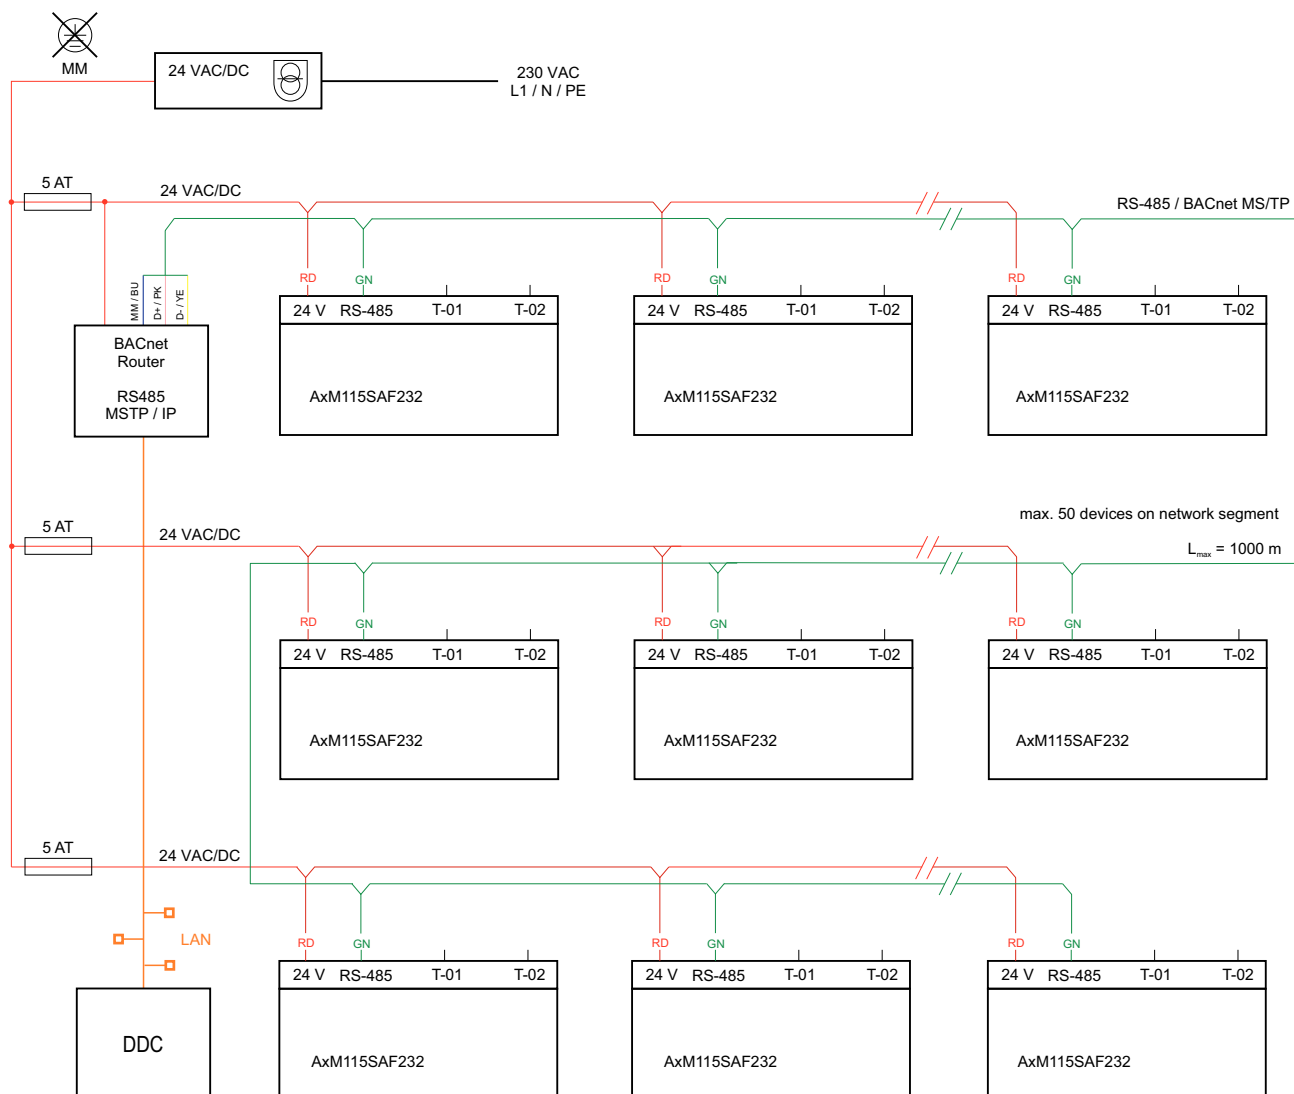 MM
24 VAC/DC
230 VAC
L1 / N / PE
5 AT
24 VAC/DC
RS-485 / BACnet MS/TP
MM / BU
D+ / PK
D- / YE
RD
GN
RD
GN
RD
GN
24 V RS-485 T-01 T-02
24 V RS-485 T-01 T-02
24 V RS-485 T-01 T-02
BACnet
Router
RS485
MSTP / IP
AxM115SAF232
AxM115SAF232
AxM115SAF232
max. 50 devices on network segment
5 AT
24 VAC/DC
Lmax = 1000 m
RD
GN
RD
GN
RD
GN
24 V RS-485 T-01 T-02
24 V RS-485 T-01 T-02
24 V RS-485 T-01 T-02
AxM115SAF232
AxM115SAF232
AxM115SAF232
5 AT
24 VAC/DC
LAN
RD
GN
RD
GN
RD
GN
24 V RS-485 T-01 T-02
24 V RS-485 T-01 T-02
24 V RS-485 T-01 T-02
DDC
AxM115SAF232
AxM115SAF232
AxM115SAF232